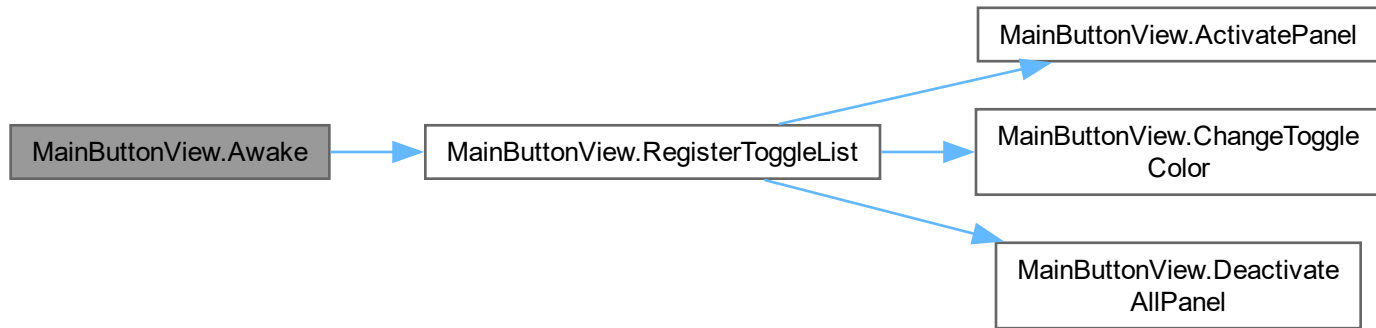 MainButtonView.Awake
MainButtonView.RegisterToggleList
MainButtonView.ActivatePanel
MainButtonView.ChangeToggle
Color
MainButtonView.Deactivate
AllPanel